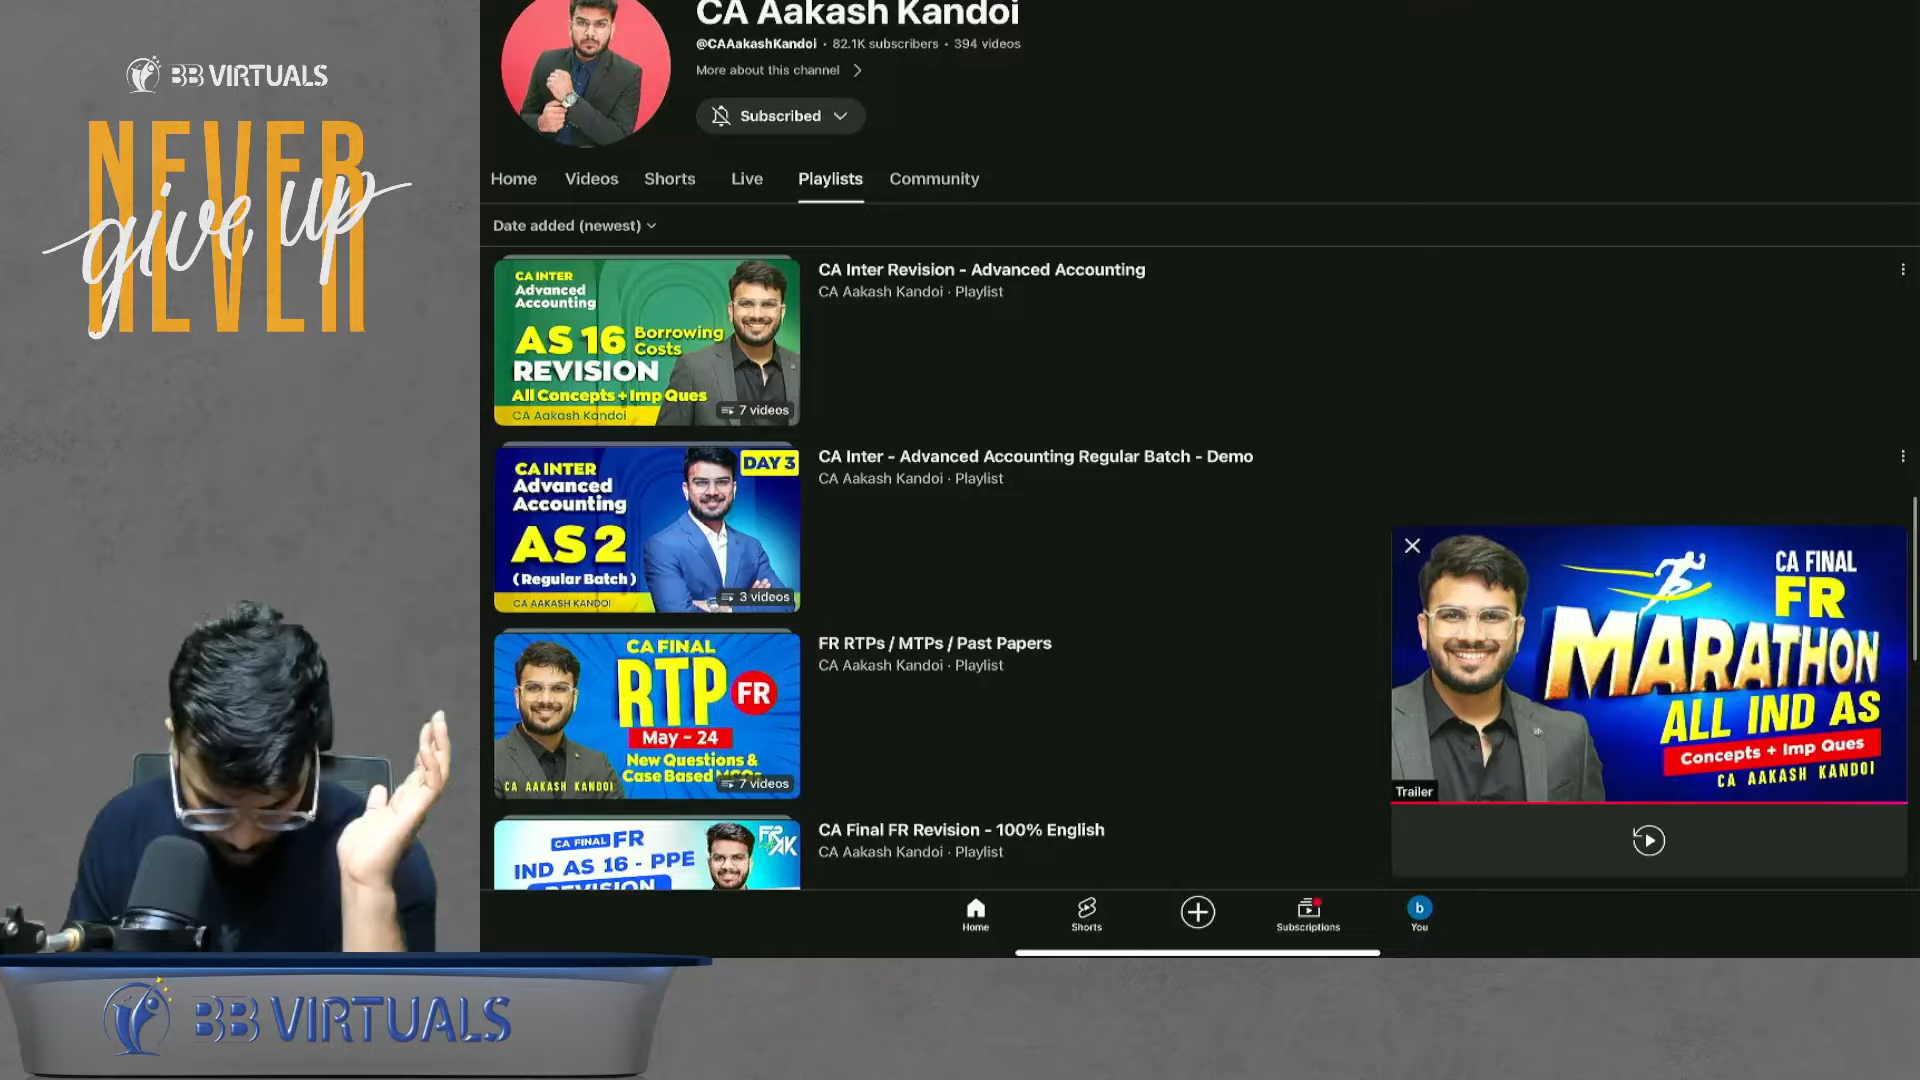 BB VIRTUALS
NEVER
give up
NEVER
CA Aakash Kandoi
@CAAakashKandoi · 82.1K subscribers · 394 videos
More about this channel
Subscribed
Home Videos Shorts Live Playlists Community
Date added (newest)
CA INTER
Advanced
Accounting
AS 16 Borrowing
Costs
REVISION
All Concepts + Imp Ques
CA Aakash Kandoi
7 videos
CA Inter Revision - Advanced Accounting
CA Aakash Kandoi · Playlist
DAY 3
CA INTER
Advanced
Accounting
AS 2
(Regular Batch)
CA AAKASH KANDOI
3 videos
CA Inter - Advanced Accounting Regular Batch - Demo
CA Aakash Kandoi · Playlist
CA FINAL
RTP
FR
May - 24
New Questions &
Case Based
CA AAKASH KANDOI
7 videos
FR RTPs / MTPs / Past Papers
CA Aakash Kandoi · Playlist
CA FINAL FR
IND AS 16 - PPE
REVISION
CA Final FR Revision - 100% English
CA Aakash Kandoi · Playlist
CA FINAL
FR
MARATHON
ALL IND AS
Concepts + Imp Ques
CA AAKASH KANDOI
Trailer
Home
Shorts
Subscriptions
b
You
BB VIRTUALS